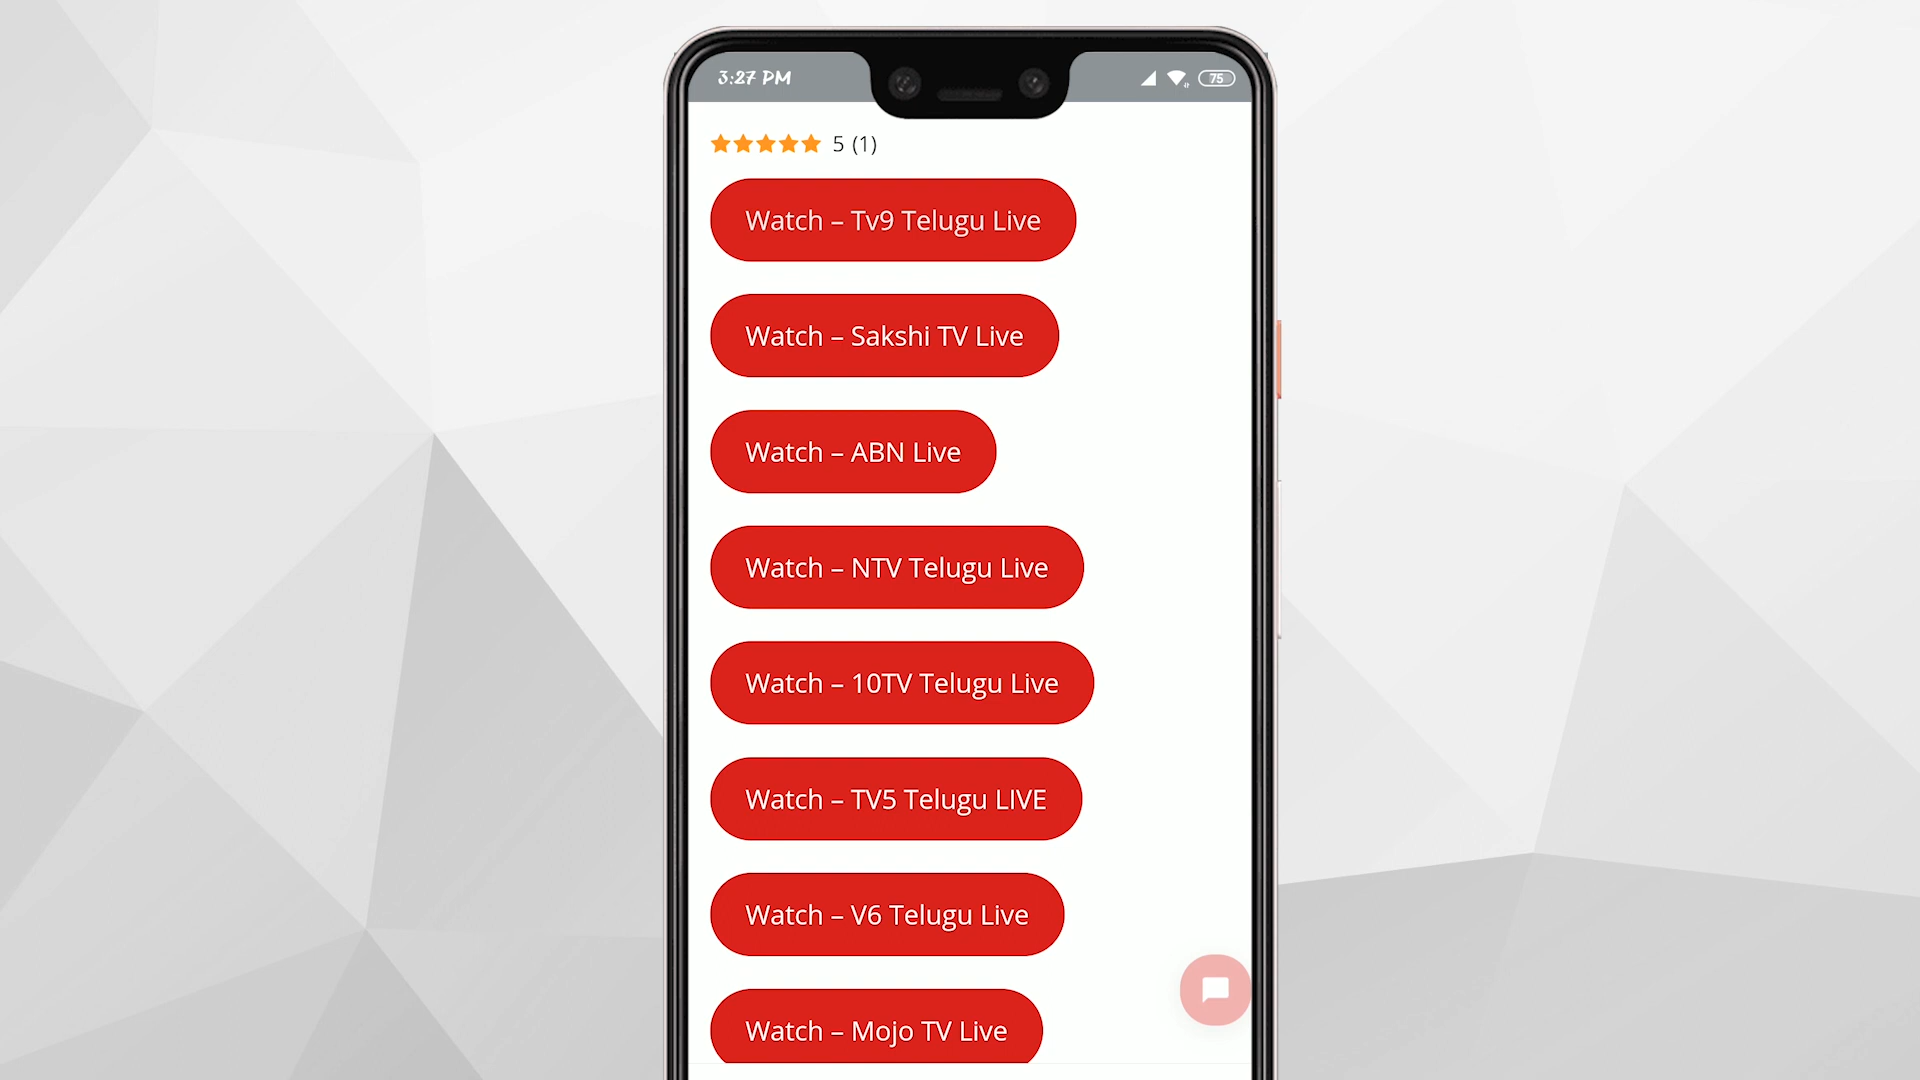 3:27 PM
75
5 (1)
Watch – Tv9 Telugu Live
Watch – Sakshi TV Live
Watch – ABN Live
Watch – NTV Telugu Live
Watch – 10TV Telugu Live
Watch – TV5 Telugu LIVE
Watch – V6 Telugu Live
Watch – Mojo TV Live